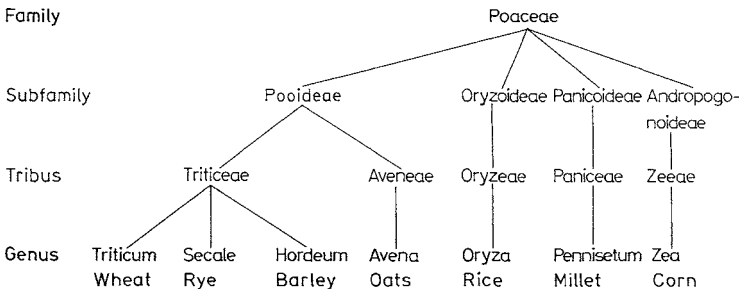 Family Poaceae
Subfamily Pooideae Oryzoideae Panicoideae Andropogo-
noideae
Tribus Triticeae Aveneae Oryzeae Paniceae Zeeae
Genus Triticum Secale Hordeum Avena Oryza Pennisetum Zea
Wheat Rye Barley Oats Rice Millet Corn